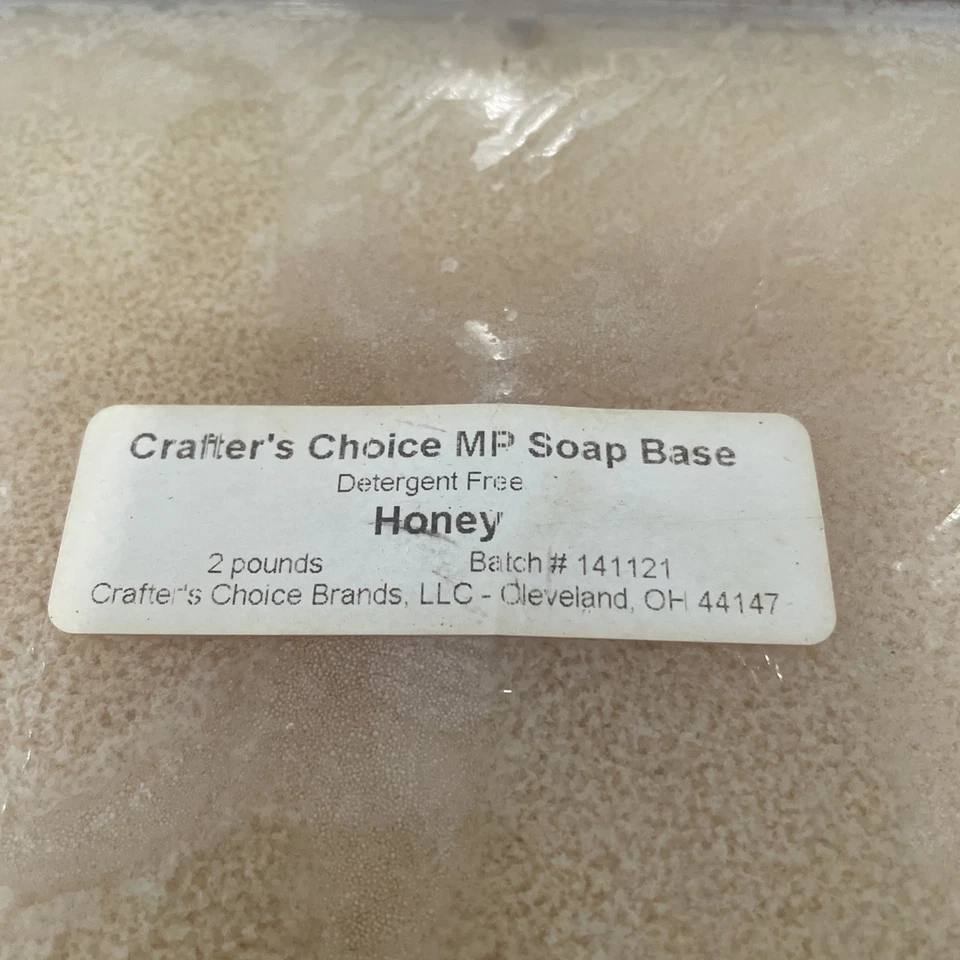 Crafter's Choice MP Soap Base
Detergent Free
Honey
2 pounds Batch # 141121
Crafter's Choice Brands, LLC - Cleveland, OH 44147